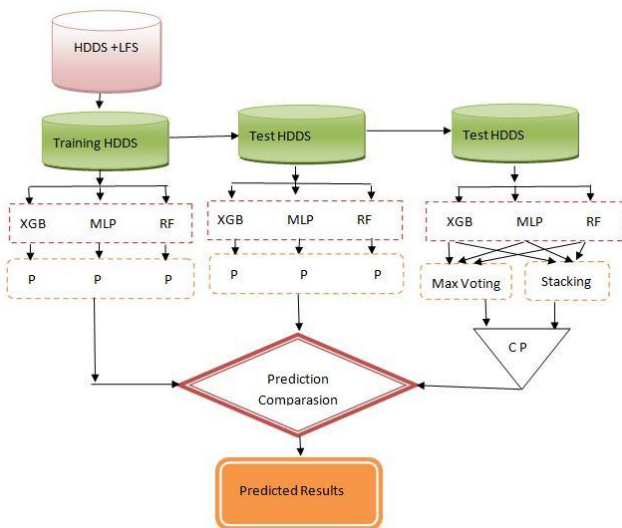 HDDS +LFS
Training HDDS
Test HDDS
Test HDDS
XGB MLP RF
XGB MLP RF
XGB MLP RF
P P P
P P P
Max Voting
Stacking
C P
Prediction
Comparasion
Predicted Results